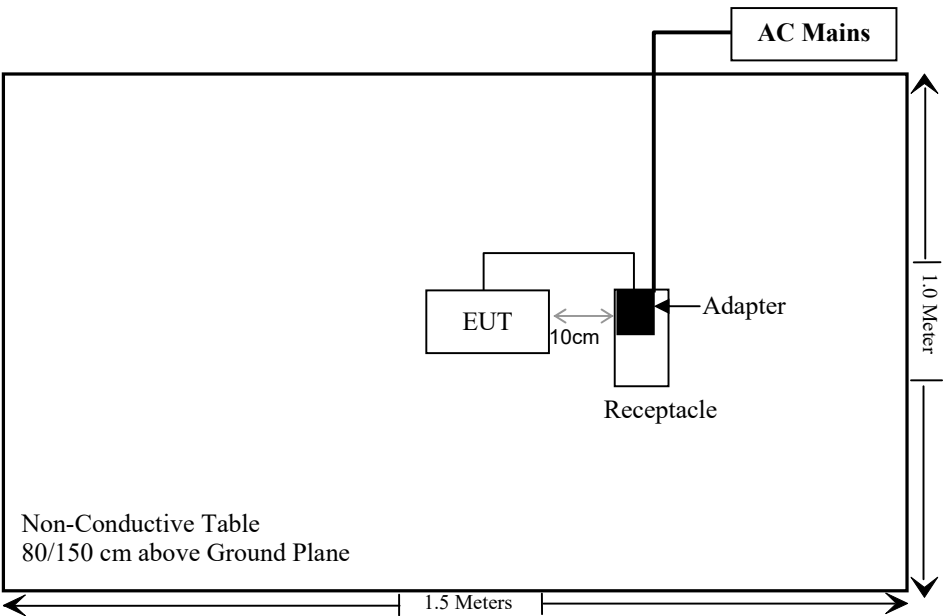 AC Mains
EUT
10cm
Adapter
Receptacle
1.0 Meter
Non-Conductive Table
80/150 cm above Ground Plane
1.5 Meters